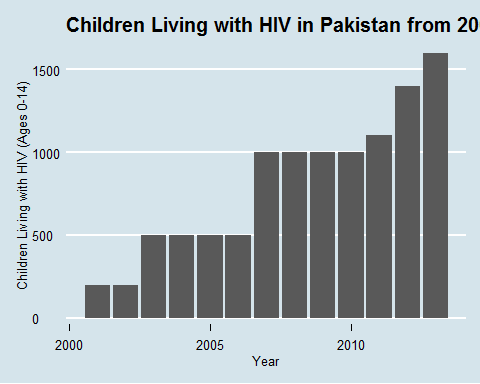 Children Living with HIV in Pakistan from 20
Children Living with HIV (Ages 0-14)
1500
1000
500
0
2000 2005 2010
Year